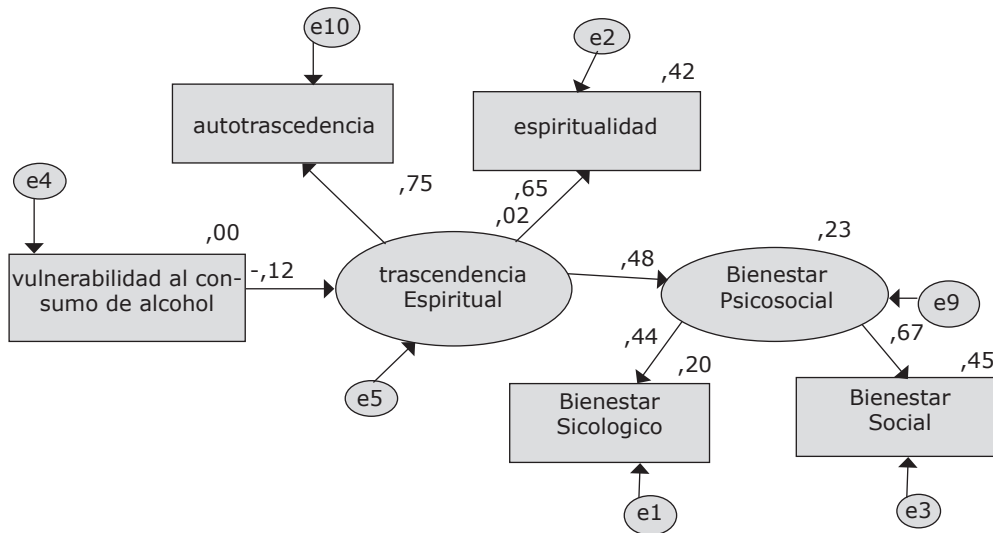 e10
e2
,42
autotrascedencia
espiritualidad
e4
,75
,65
,02
,00
vulnerabilidad al con-
sumo de alcohol
-,12
trascendencia
Espiritual
,48
,23
Bienestar
Psicosocial
e9
,44
,67
e5
,20
,45
Bienestar
Sicologico
Bienestar
Social
e1
e3